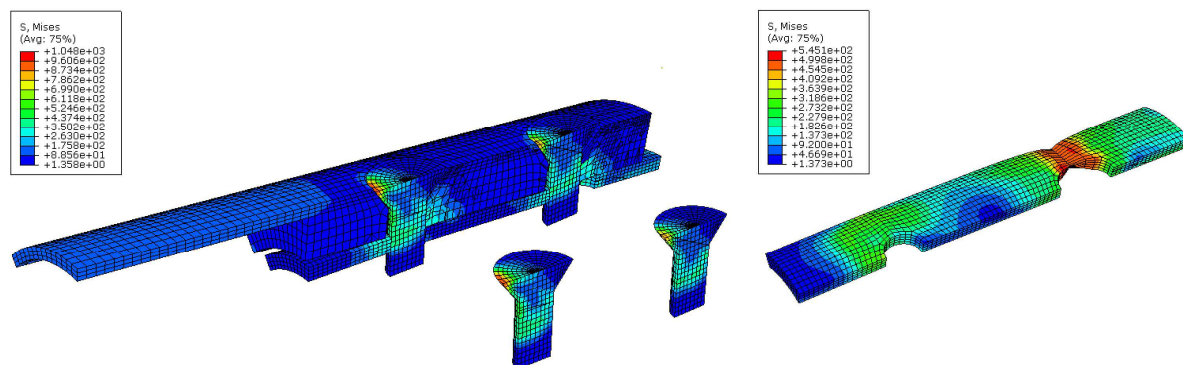 S, Mises
(Avg: 75%)
+1.048e+03
+9.606e+02
+8.734e+02
+7.862e+02
+6.990e+02
+6.118e+02
+5.246e+02
+4.374e+02
+3.502e+02
+2.630e+02
+1.758e+02
+8.856e+01
+1.358e+00
S, Mises
(Avg: 75%)
+5.451e+02
+4.998e+02
+4.545e+02
+4.092e+02
+3.639e+02
+3.186e+02
+2.732e+02
+2.279e+02
+1.826e+02
+1.373e+02
+9.200e+01
+4.669e+01
+1.373e+00